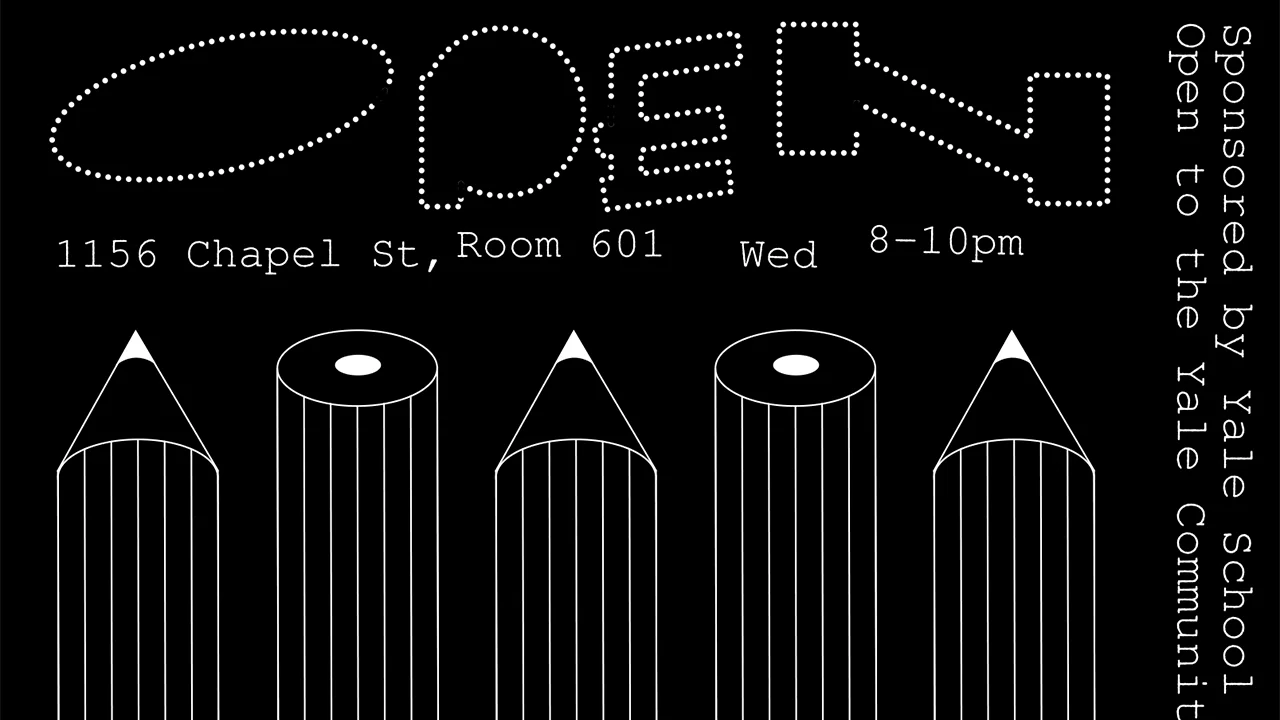 OPEN
1156 Chapel St, Room 601 Wed 8-10pm
Sponsored by Yale School
Open to the Yale Communit